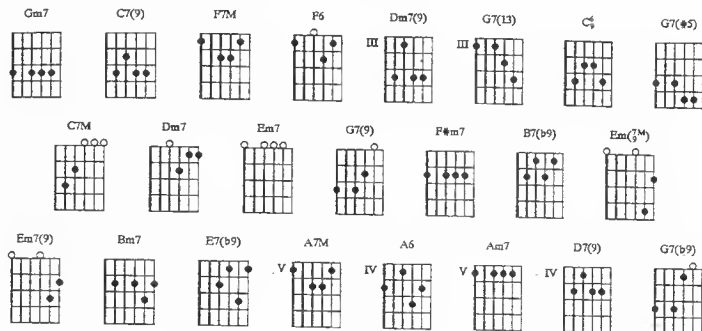 Gm7 C7(9) F7M F6 Dm7(9) G7(13) C6/9 G7(#5)
III III
C7M Dm7 Em7 G7(9) F#m7 B7(b9) Em(7M/9)
Em7(9) Bm7 E7(b9) A7M A6 Am7 D7(9) G7(b9)
V IV V IV